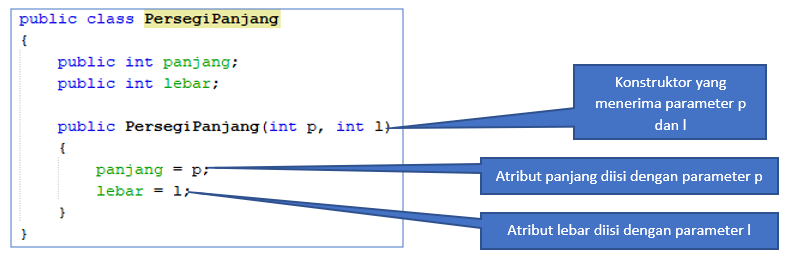 public class PersegiPanjang
{
public int panjang;
public int lebar;
public PersegiPanjang(int p, int l)
{
panjang = p;
lebar = l;
}
}
Konstruktor yang
menerima parameter p
dan l
Atribut panjang diisi dengan parameter p
Atribut lebar diisi dengan parameter l